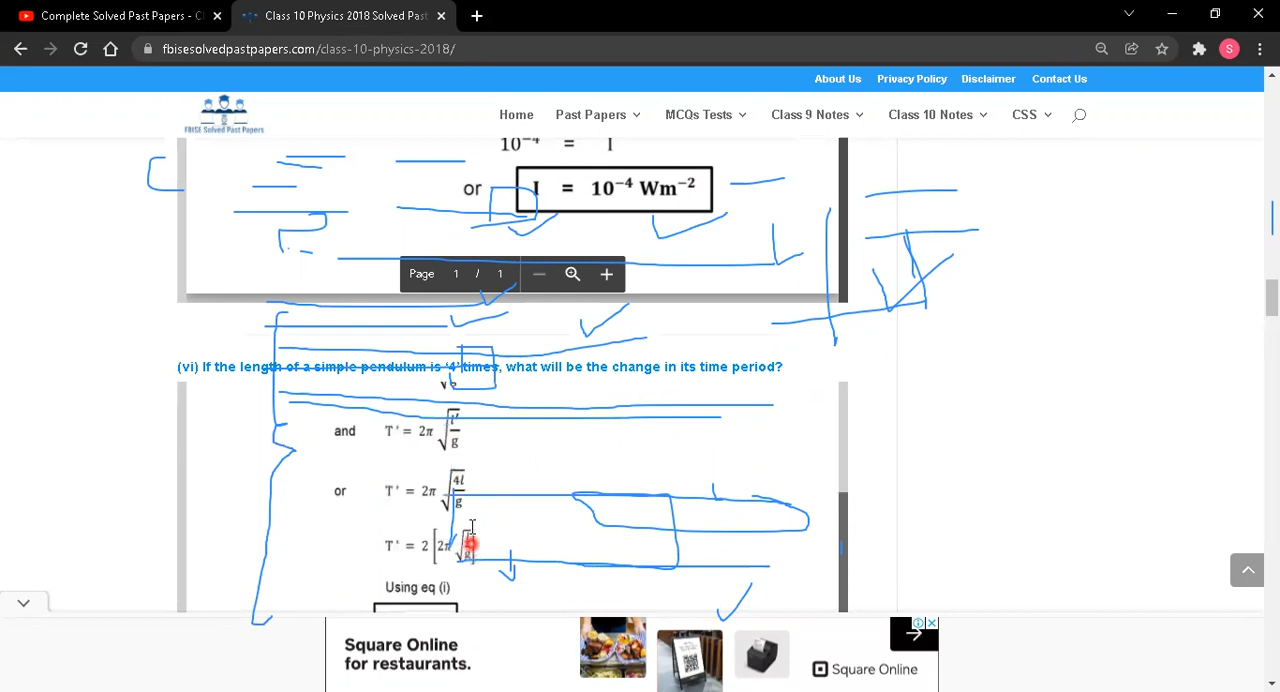 Complete Solved Past Papers - C
Class 10 Physics 2018 Solved Past
fbisesolvedpastpapers.com/class-10-physics-2018/
S
About Us Privacy Policy Disclaimer Contact Us
FBISE Solved Past Papers
Home Past Papers MCQs Tests Class 9 Notes Class 10 Notes CSS
10⁻⁴ = I
or I = 10⁻⁴ Wm⁻²
Page 1 / 1
(vi) If the length of a simple pendulum is '4' times, what will be the change in its time period?
and T' = 2π √(l'/g)
or T' = 2π √(4l/g)
T' = 2 [2π √(l/g)]
Using eq (i)
Square Online
for restaurants.
Square Online